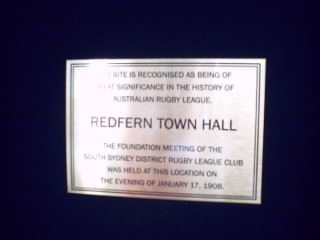 SITE IS RECOGNISED AS BEING OF
SIGNIFICANCE IN THE HISTORY OF
AUSTRALIAN RUGBY LEAGUE.
REDFERN TOWN HALL
THE FOUNDATION MEETING OF THE
SOUTH SYDNEY DISTRICT RUGBY LEAGUE CLUB
WAS HELD AT THIS LOCATION ON
THE EVENING OF JANUARY 17, 1908.